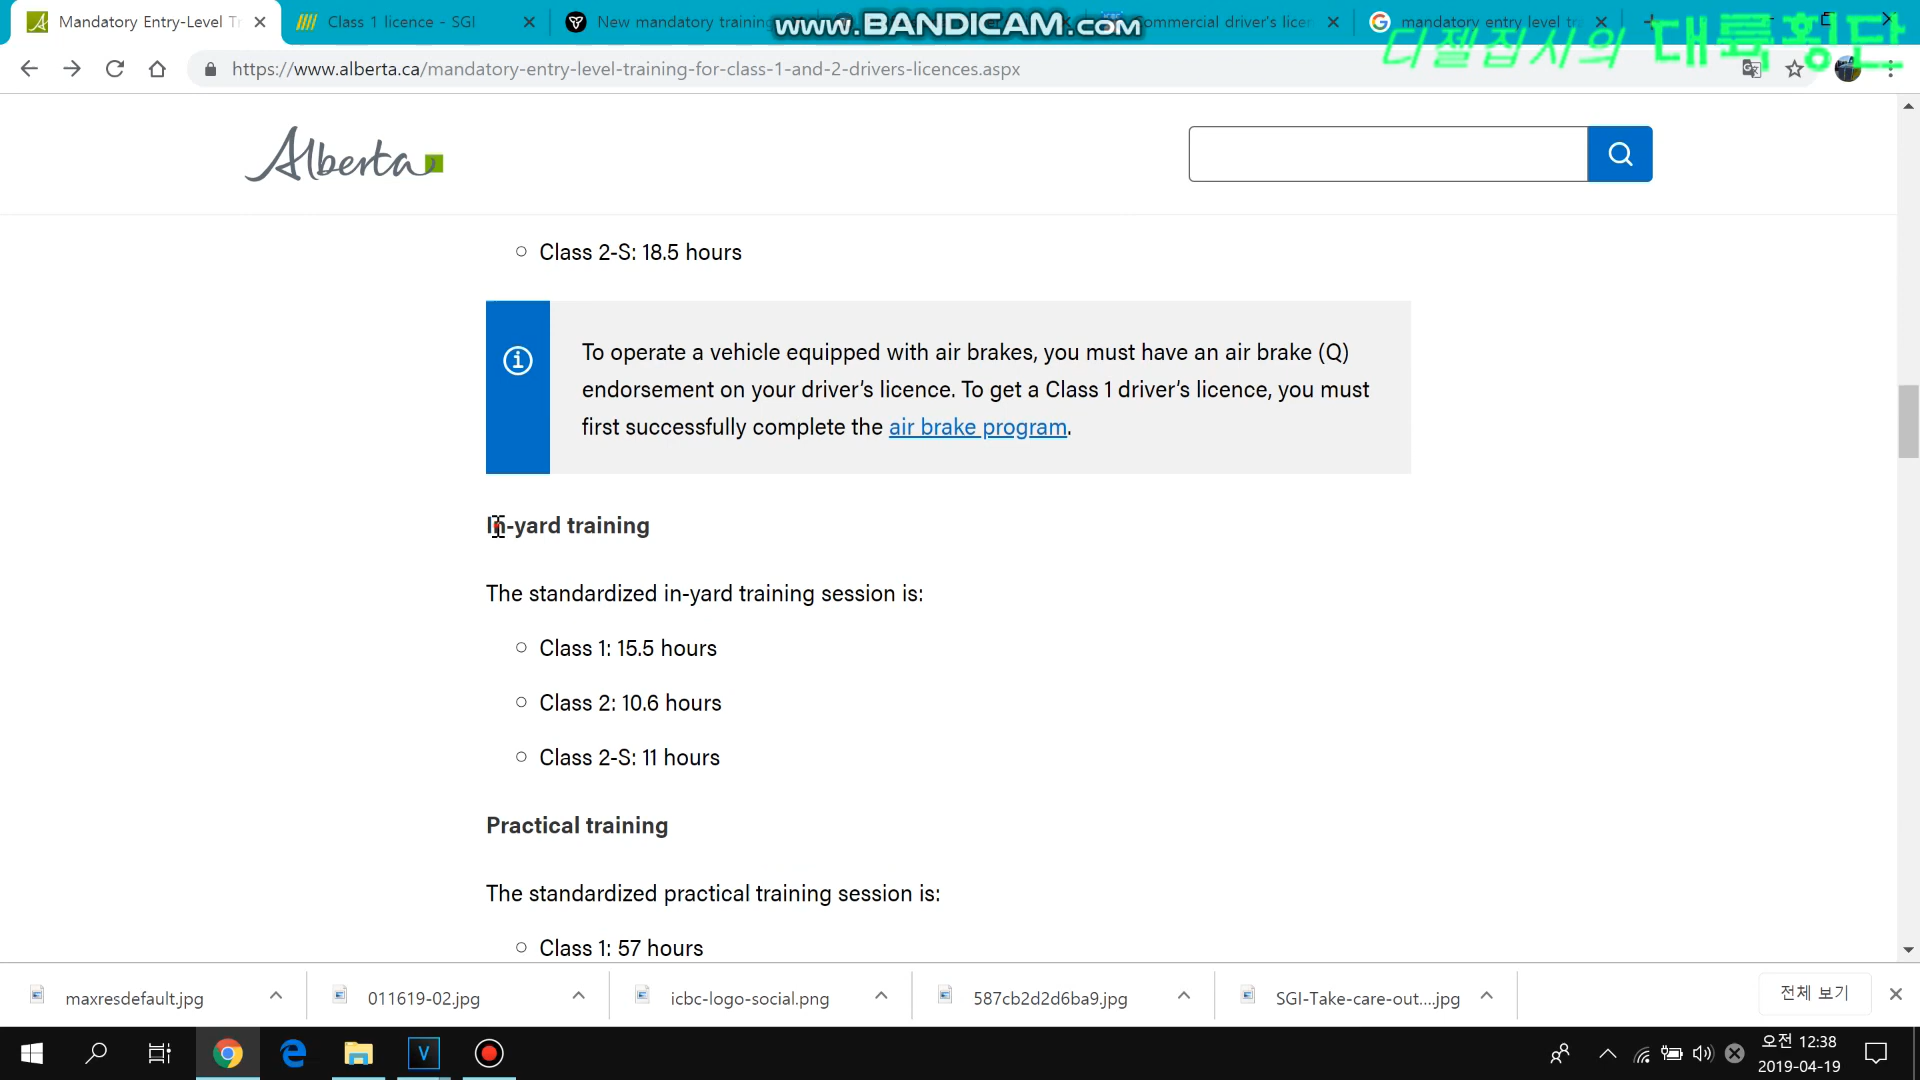 Mandatory Entry-Level Tr
Class 1 licence - SGI
New mandatory training
ommercial driver's licen
mandatory entry level tr
www.BANDICAM.com
디젤집시의 대륙횡단
https://www.alberta.ca/mandatory-entry-level-training-for-class-1-and-2-drivers-licences.aspx
Alberta
Class 2-S: 18.5 hours
To operate a vehicle equipped with air brakes, you must have an air brake (Q)
endorsement on your driver’s licence. To get a Class 1 driver’s licence, you must
first successfully complete the air brake program.
In-yard training
The standardized in-yard training session is:
Class 1: 15.5 hours
Class 2: 10.6 hours
Class 2-S: 11 hours
Practical training
The standardized practical training session is:
Class 1: 57 hours
maxresdefault.jpg
011619-02.jpg
icbc-logo-social.png
587cb2d2d6ba9.jpg
SGI-Take-care-out....jpg
전체 보기
오전 12:38
2019-04-19